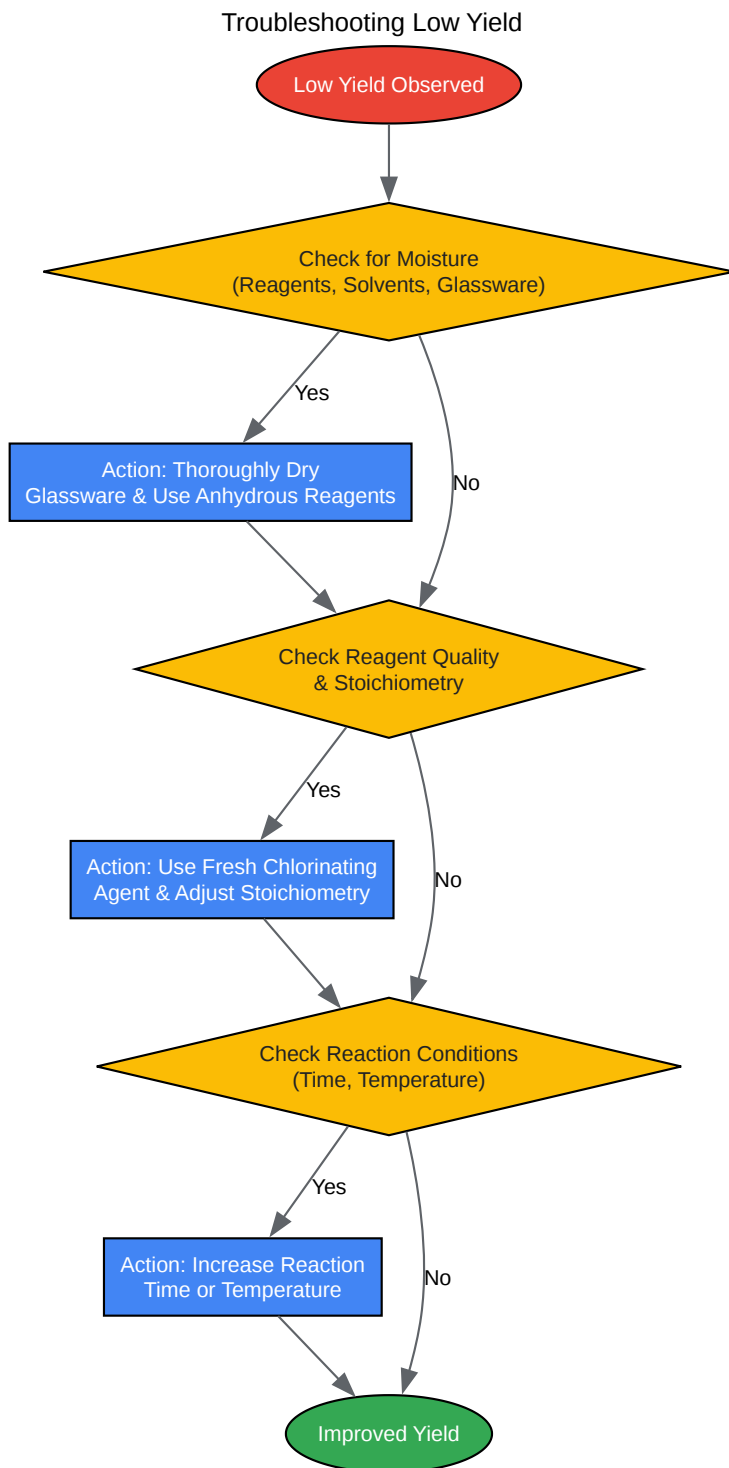 Troubleshooting Low Yield
Low Yield Observed
Check for Moisture
(Reagents, Solvents, Glassware)
Yes
No
Action: Thoroughly Dry
Glassware & Use Anhydrous Reagents
Check Reagent Quality
& Stoichiometry
Yes
No
Action: Use Fresh Chlorinating
Agent & Adjust Stoichiometry
Check Reaction Conditions
(Time, Temperature)
Yes
No
Action: Increase Reaction
Time or Temperature
Improved Yield